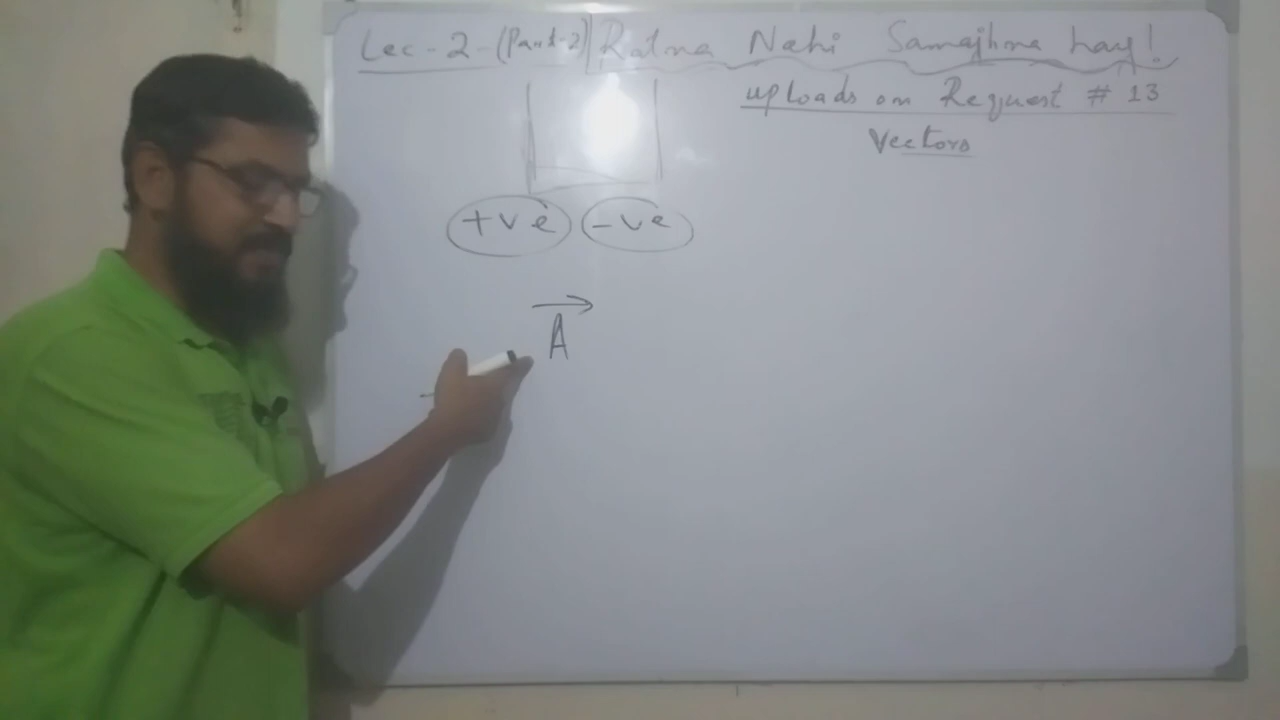 Lec - 2 - (Part-2) Ratna Nahi Samajhna hay!
uploads on Request # 13
Vectors
+ve -ve
A